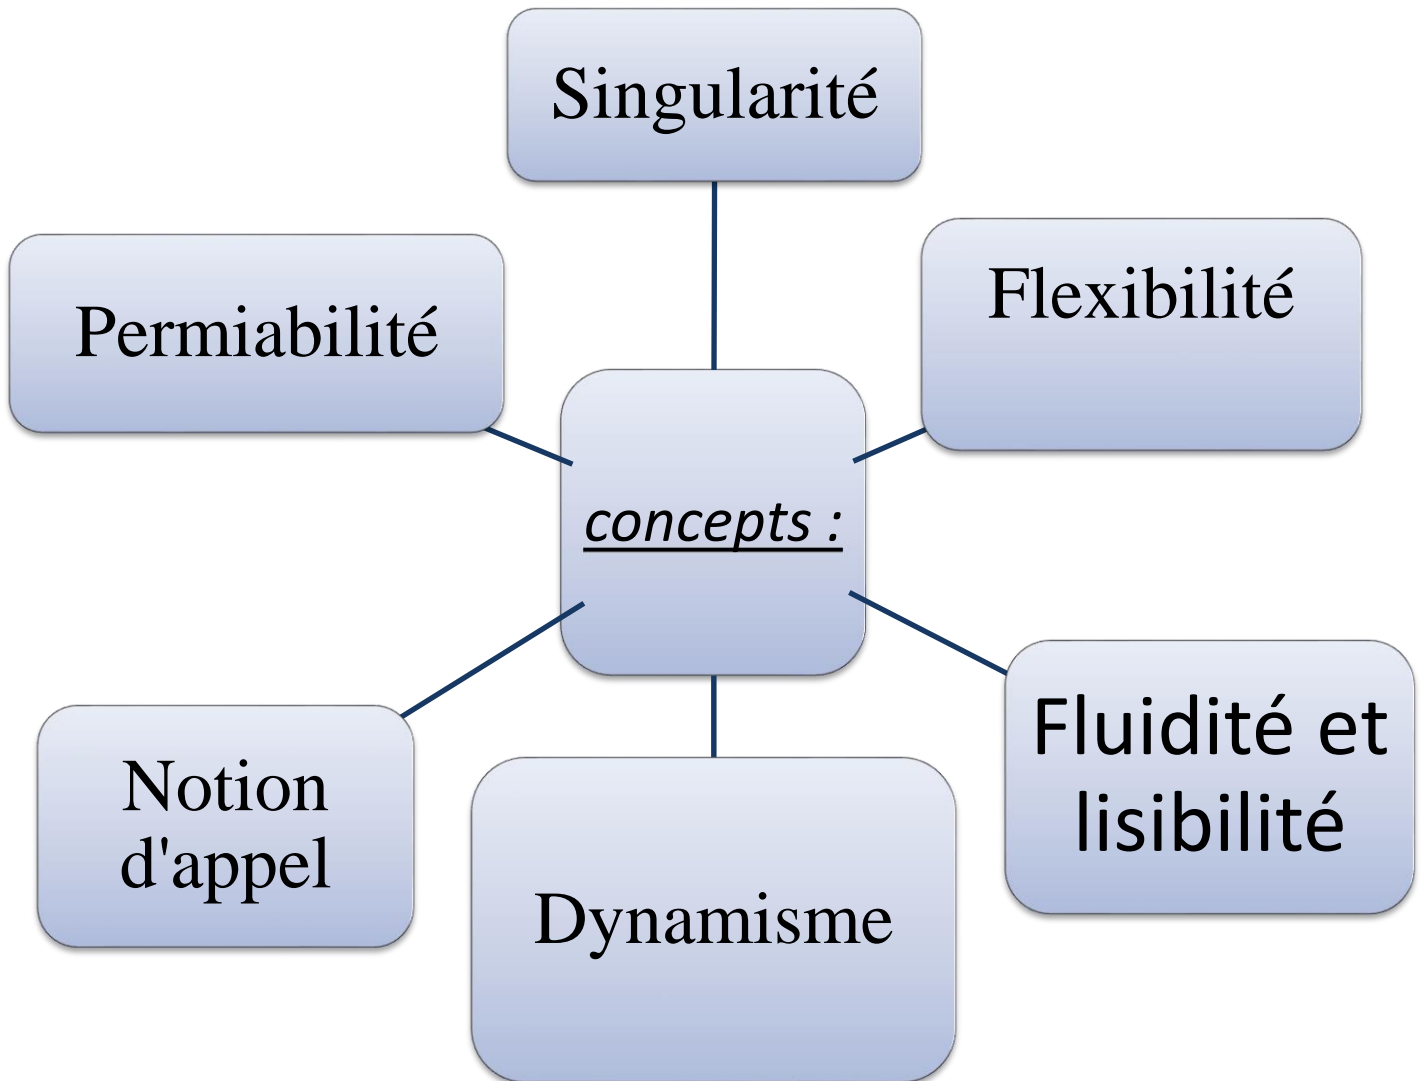 Singularité
Flexibilité
Permiabilité
concepts :
Fluidité et
lisibilité
Notion
d'appel
Dynamisme